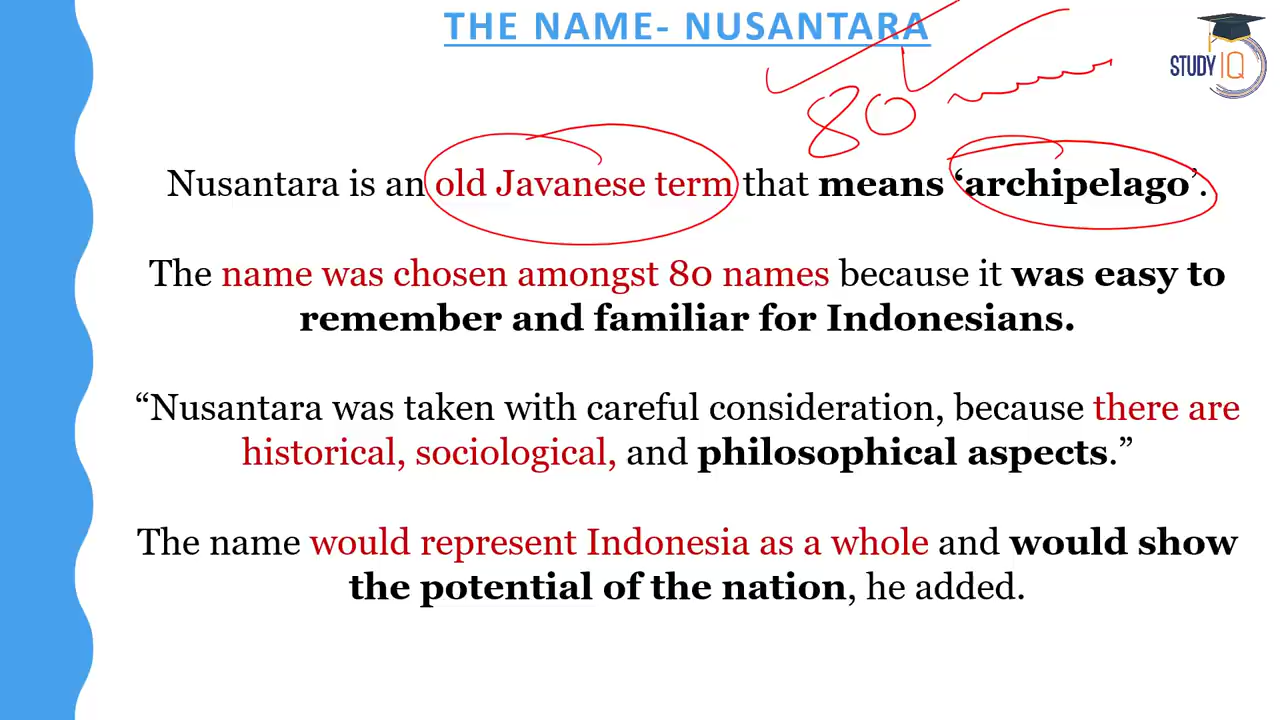 THE NAME- NUSANTARA
STUDY IQ
80
Nusantara is an old Javanese term that means ‘archipelago’.
The name was chosen amongst 80 names because it was easy to
remember and familiar for Indonesians.
“Nusantara was taken with careful consideration, because there are
historical, sociological, and philosophical aspects.”
The name would represent Indonesia as a whole and would show
the potential of the nation, he added.